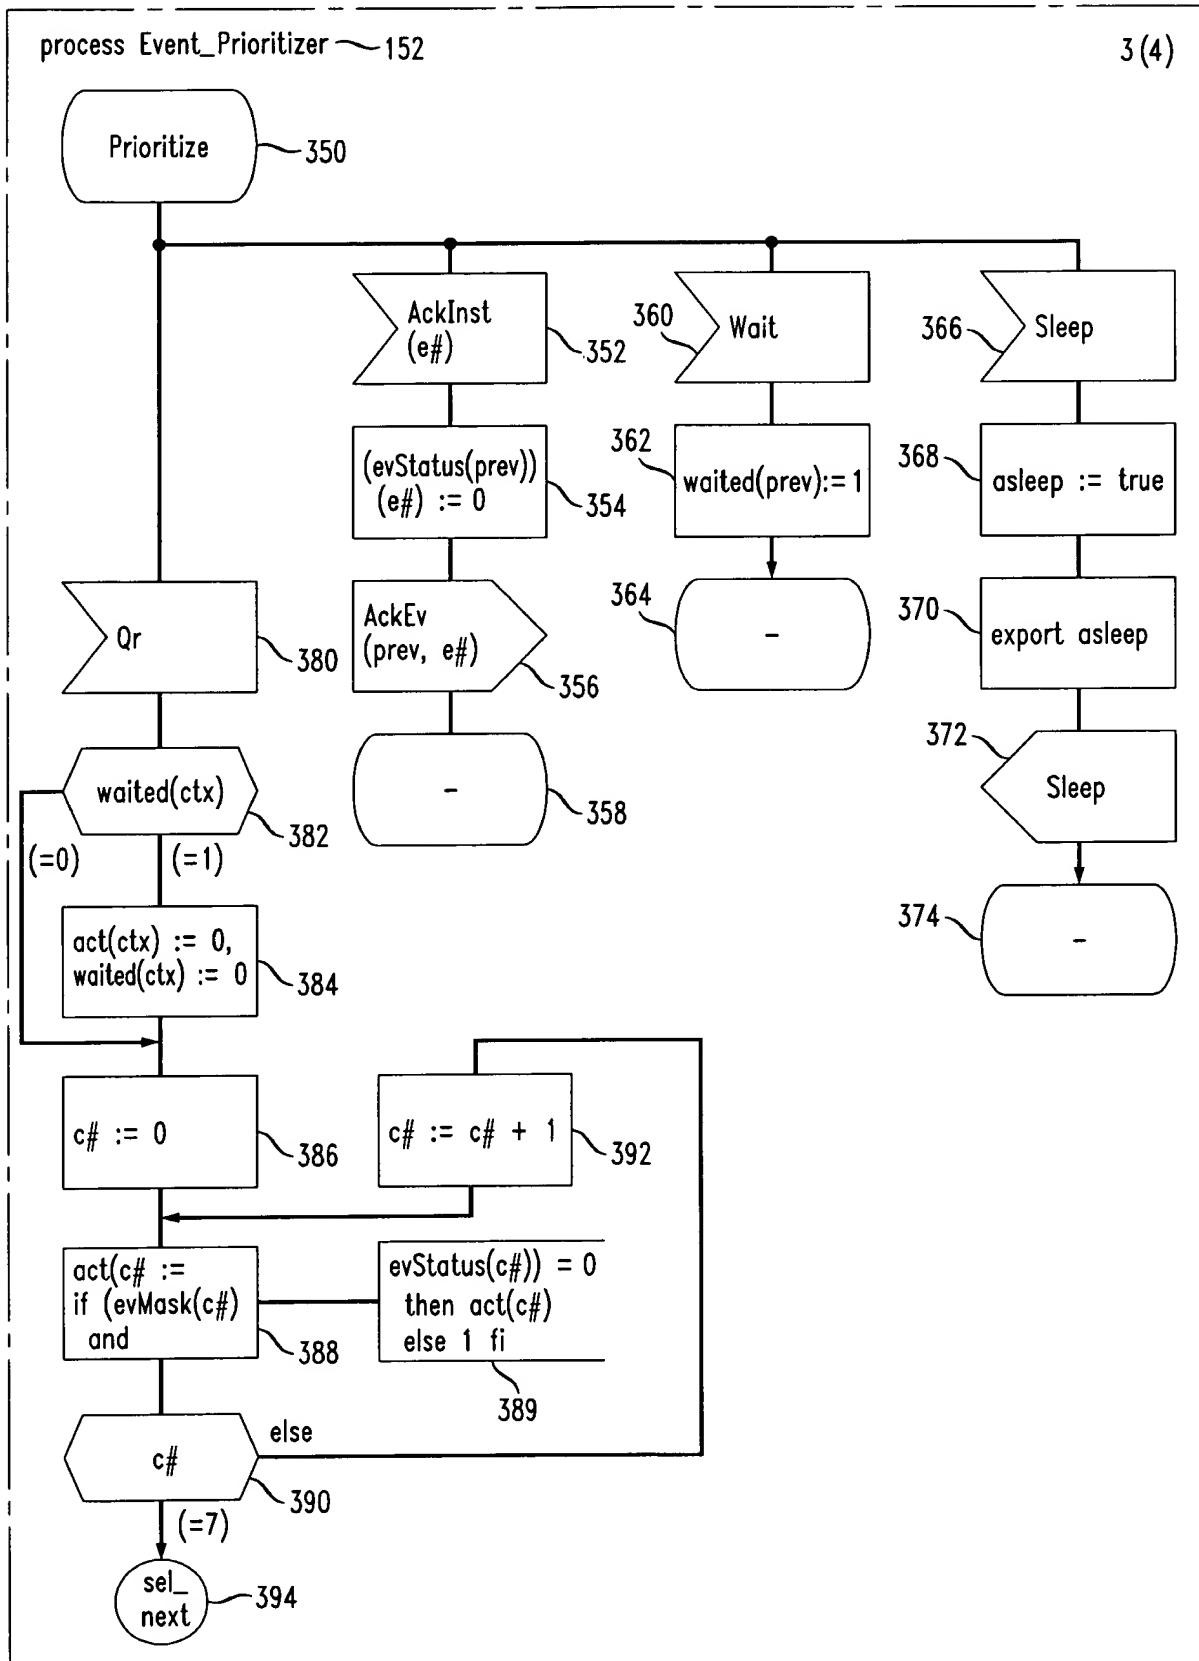 process Event_Prioritizer 152
3(4)
Prioritize
350
AckInst
(e#)
352
360
Wait
366
Sleep
(evStatus(prev))
(e#) := 0
354
362
waited(prev):=1
368
asleep := true
AckEv
(prev, e#)
356
364
-
370
export asleep
Qr
380
372
Sleep
waited(ctx)
382
-
358
(=0)
(=1)
374
-
act(ctx) := 0,
waited(ctx) := 0
384
c# := 0
386
c# := c# + 1
392
act(c# :=
if (evMask(c#)
and
388
evStatus(c#)) = 0
then act(c#)
else 1 fi
389
c#
else
390
(=7)
sel_
next
394